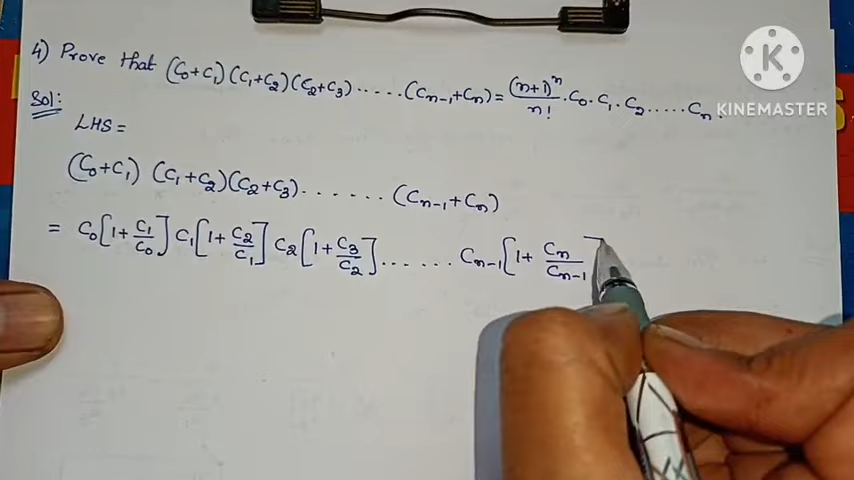 4) Prove that (C₀+C₁)(C₁+C₂)(C₂+C₃).....(Cₙ₋₁+Cₙ) = (n+1)ⁿ/n! . C₀ . C₁ . C₂ ..... Cₙ.
Sol:
LHS =
(C₀+C₁) (C₁+C₂)(C₂+C₃)....... (Cₙ₋₁+Cₙ)
= C₀[1+C₁/C₀] C₁[1+C₂/C₁] C₂[1+C₃/C₂]...... Cₙ₋₁[1+ Cₙ/Cₙ₋₁]
K
KINEMASTER